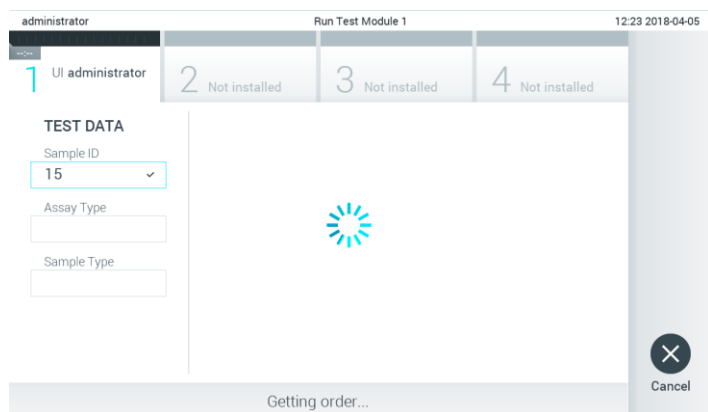 administrator Run Test Module 1 12:23 2018-04-05
--:--
1 UI administrator 2 Not installed 3 Not installed 4 Not installed
TEST DATA
Sample ID
15
Assay Type
Sample Type
Cancel
Getting order...